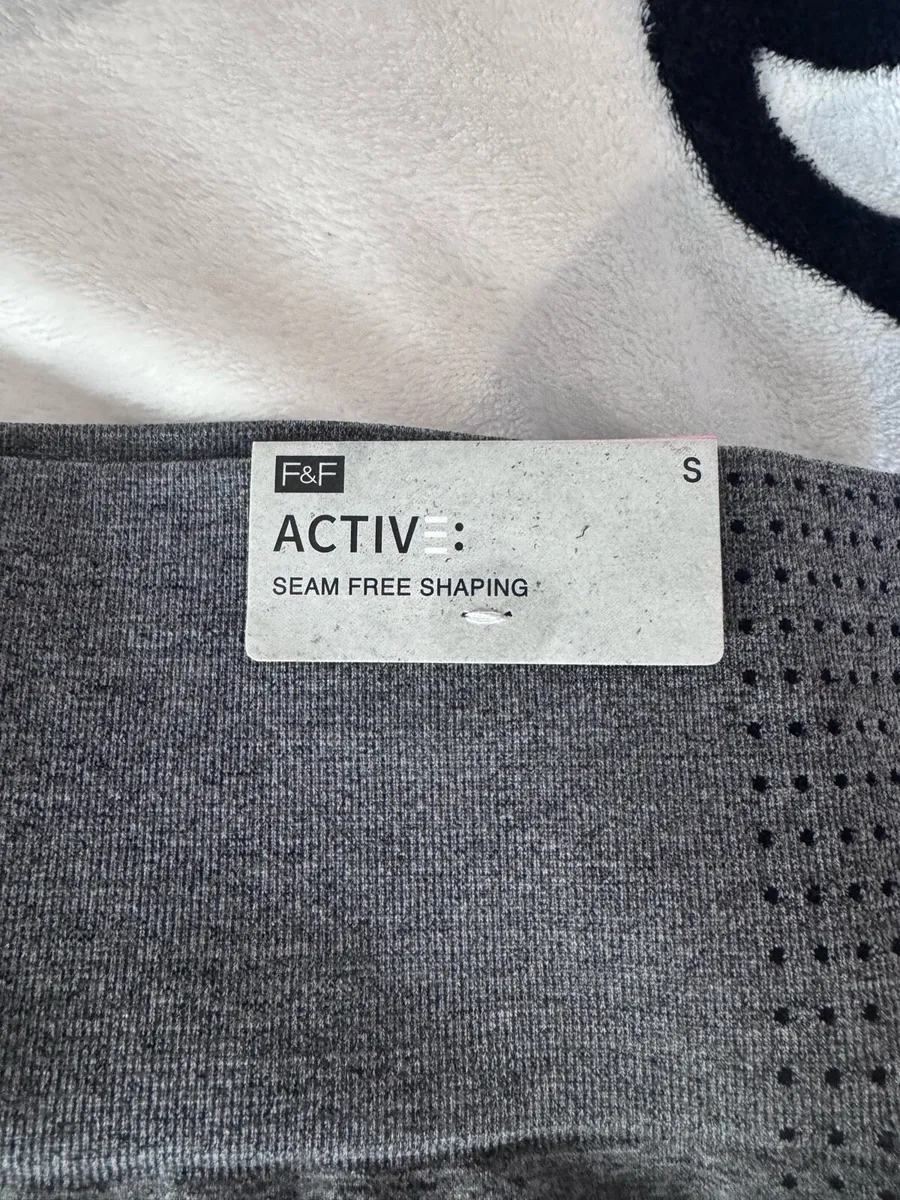 F&F
S
ACTIVE:
SEAM FREE SHAPING